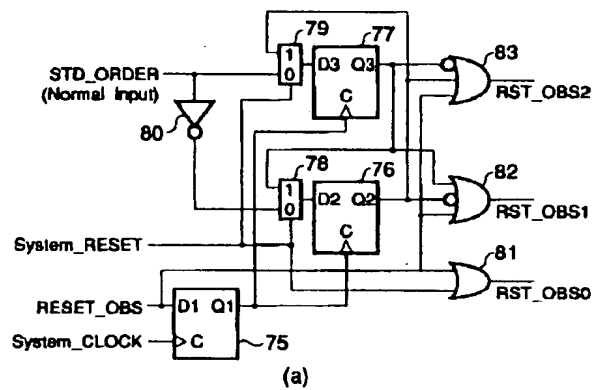 79
77
83
1
0
D3 Q3
C
STD_ORDER
(Normal Input)
RST_OBS2
80
78
76
82
1
0
D2 Q2
C
RST_OBS1
System_RESET
81
RESET_OBS
D1 Q1
RST_OBS0
System_CLOCK
C
75
(a)